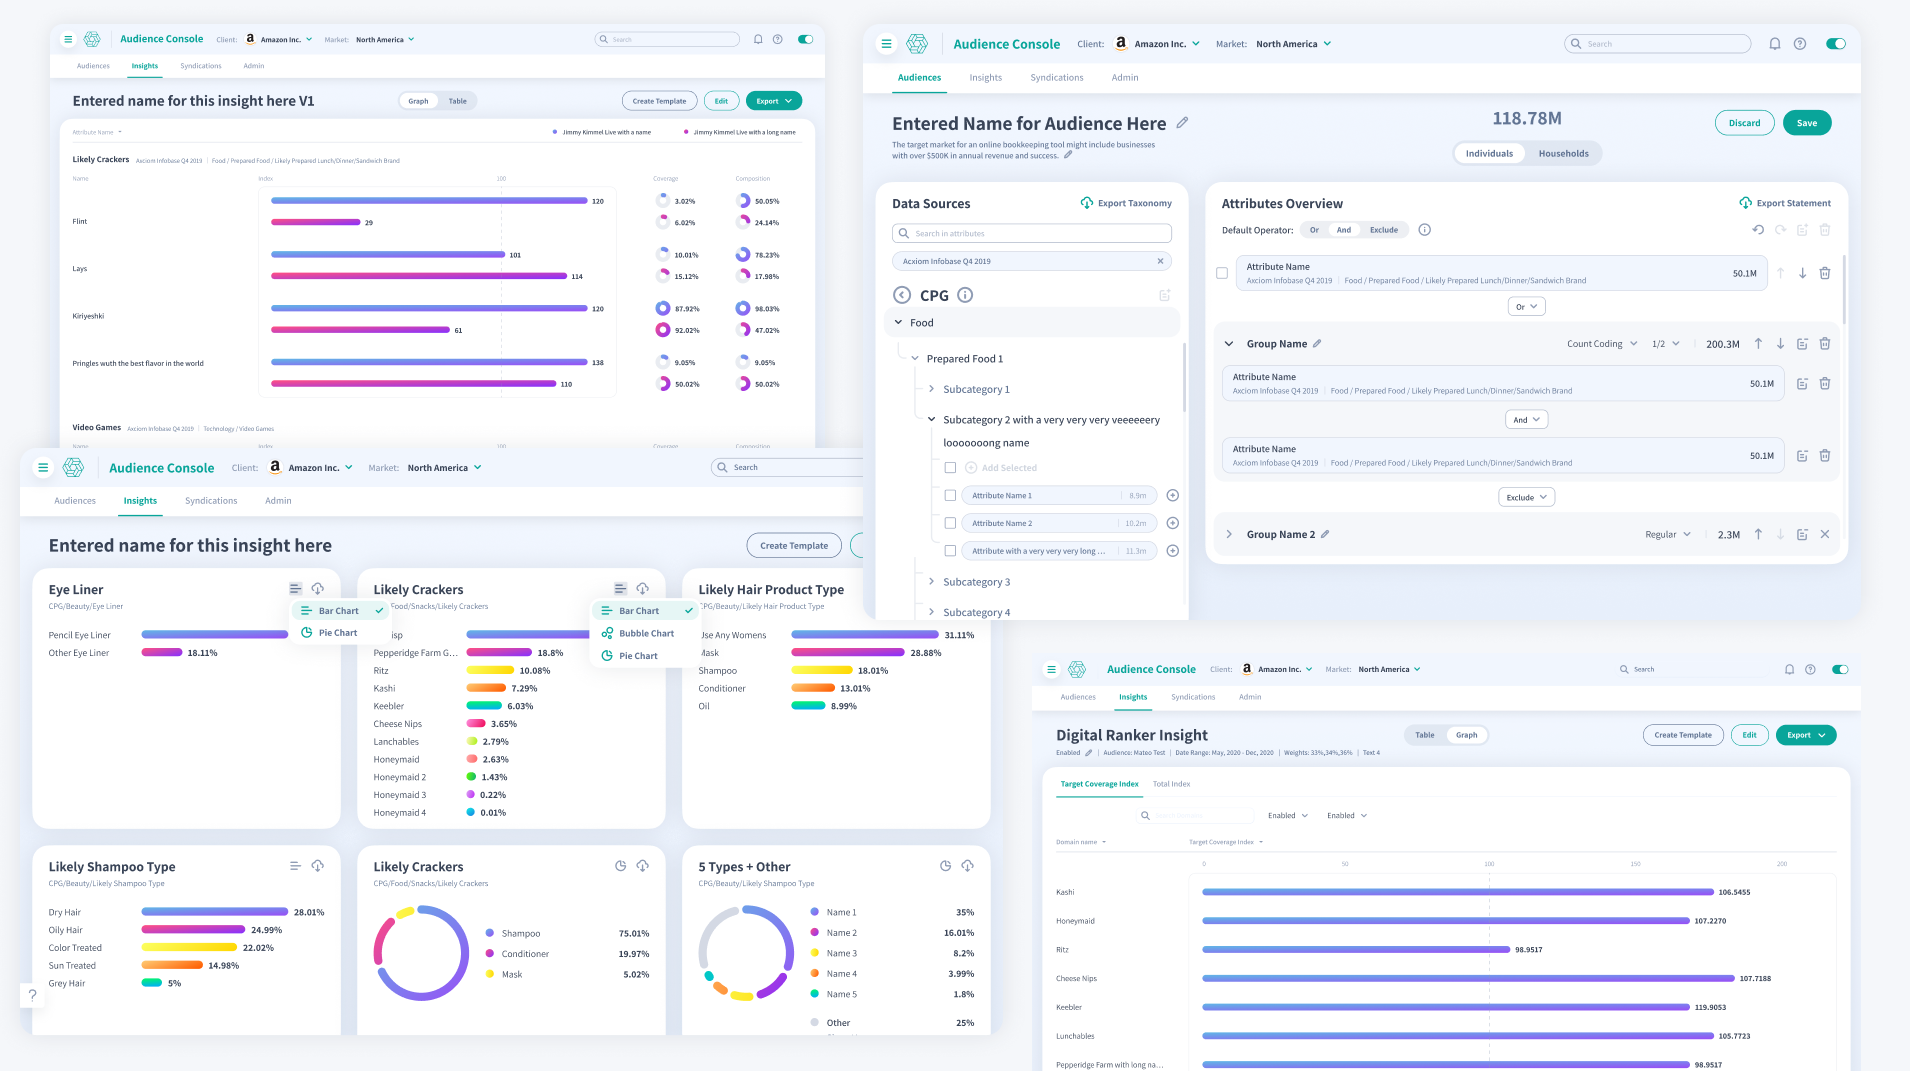 Audience Console Client: a Amazon Inc. Market: North America Search
Audiences Insights Syndications Admin
Entered name for this insight here V1 Graph Table Create Template Edit Export
Attribute Name Jimmy Kimmel Live with a name Jimmy Kimmel Live with a long name
Likely Crackers Axciom Infobase Q4 2019 | Food / Prepared Food / Likely Prepared Lunch/Dinner/Sandwich Brand
Name Index 100 Coverage Composition
Flint 120 3.02% 50.05%
29 6.02% 24.14%
Lays 101 10.01% 78.23%
114 15.12% 17.98%
Kiriyeshki 120 87.92% 98.03%
61 92.02% 47.02%
Pringles wuth the best flavor in the world 138 9.05% 9.05%
110 50.02% 50.02%
Video Games Axciom Infobase Q4 2019 | Technology / Video Games
Name Index 100 Coverage Composition
Audience Console Client: a Amazon Inc. Market: North America Search
Audiences Insights Syndications Admin
Entered Name for Audience Here
The target market for an online bookkeeping tool might include businesses
with over $500K in annual revenue and success.
118.78M
Individuals Households
Discard Save
Data Sources Export Taxonomy
Search in attributes
Acxiom Infobase Q4 2019
CPG
Food
Prepared Food 1
Subcategory 1
Subcategory 2 with a very very very veeeeeery
looooooong name
Add Selected
Attribute Name 1 8.9m
Attribute Name 2 10.2m
Attribute with a very very very long ... 11.3m
Subcategory 3
Subcategory 4
Attributes Overview Export Statement
Default Operator: Or And Exclude
Attribute Name
Axciom Infobase Q4 2019 | Food / Prepared Food / Likely Prepared Lunch/Dinner/Sandwich Brand 50.1M
Or
Group Name Count Coding 1/2 200.3M
Attribute Name
Axciom Infobase Q4 2019 | Food / Prepared Food / Likely Prepared Lunch/Dinner/Sandwich Brand 50.1M
And
Attribute Name
Axciom Infobase Q4 2019 | Food / Prepared Food / Likely Prepared Lunch/Dinner/Sandwich Brand 50.1M
Exclude
Group Name 2 Regular 2.3M
Audience Console Client: a Amazon Inc. Market: North America Search
Audiences Insights Syndications Admin
Entered name for this insight here Create Template
Eye Liner
CPG/Beauty/Eye Liner
Bar Chart
Pie Chart
Pencil Eye Liner
Other Eye Liner 18.11%
Likely Crackers
Food/Snacks/Likely Crackers
Bar Chart
Bubble Chart
Pie Chart
isp
Pepperidge Farm G... 18.8%
Ritz 10.08%
Kashi 7.29%
Keebler 6.03%
Cheese Nips 3.65%
Lanchables 2.79%
Honeymaid 2.63%
Honeymaid 2 1.43%
Honeymaid 3 0.22%
Honeymaid 4 0.01%
Likely Hair Product Type
CPG/Beauty/Likely Hair Product Type
Use Any Womens 31.11%
Mask 28.88%
Shampoo 18.01%
Conditioner 13.01%
Oil 8.99%
Likely Shampoo Type
CPG/Beauty/Likely Shampoo Type
Dry Hair 28.01%
Oily Hair 24.99%
Color Treated 22.02%
Sun Treated 14.98%
Grey Hair 5%
?
Likely Crackers
CPG/Food/Snacks/Likely Crackers
Shampoo 75.01%
Conditioner 19.97%
Mask 5.02%
5 Types + Other
CPG/Beauty/Likely Shampoo Type
Name 1 35%
Name 2 16.01%
Name 3 8.2%
Name 4 3.99%
Name 5 1.8%
Other 25%
Audience Console Client: a Amazon Inc. Market: North America Search
Audiences Insights Syndications Admin
Digital Ranker Insight Table Graph Create Template Edit Export
Enabled | Audience: Mateo Test | Date Range: May, 2020 - Dec, 2020 | Weights: 33%,34%,36% | Text 4
Target Coverage Index Total Index
Enabled Enabled
Domain name Target Coverage Index
0 50 100 150 200
Kashi 106.5455
Honeymaid 107.2270
Ritz 98.9517
Cheese Nips 107.7188
Keebler 119.9053
Lunchables 105.7723
Pepperidge Farm with long na... 98.9517